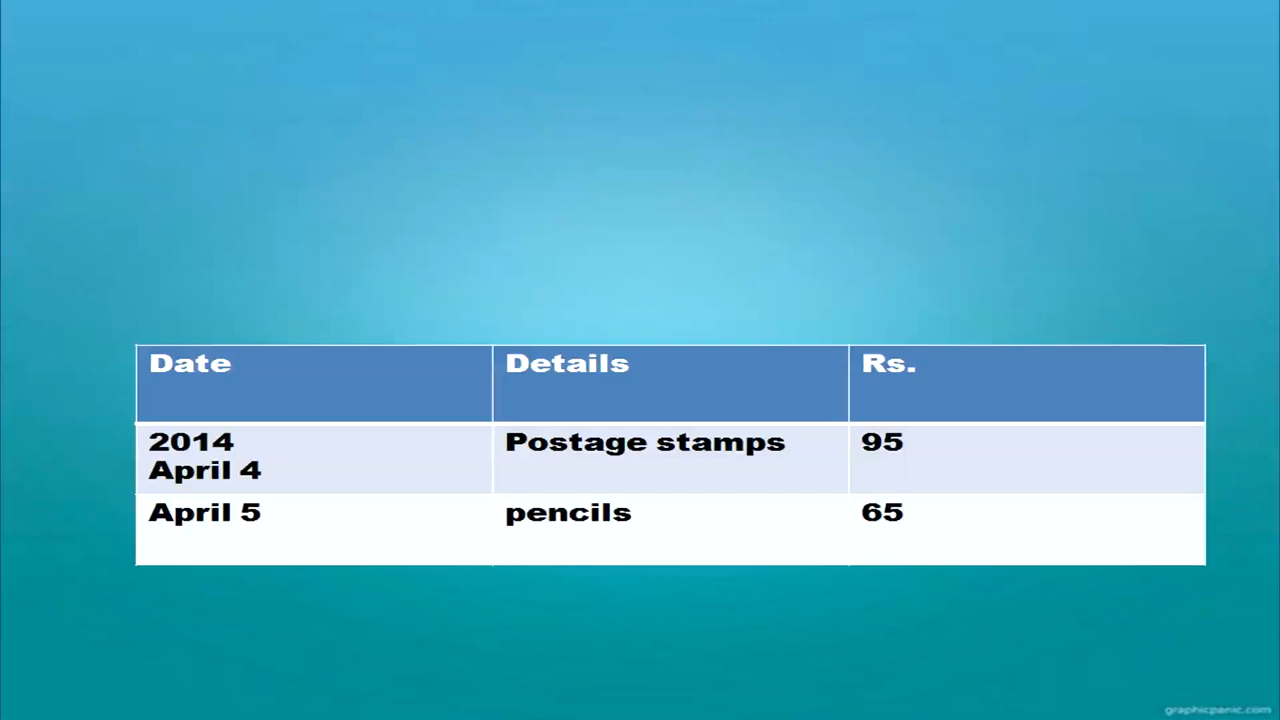 Date Details Rs.
2014 Postage stamps 95
April 4
April 5 pencils 65
graphicpanic.com